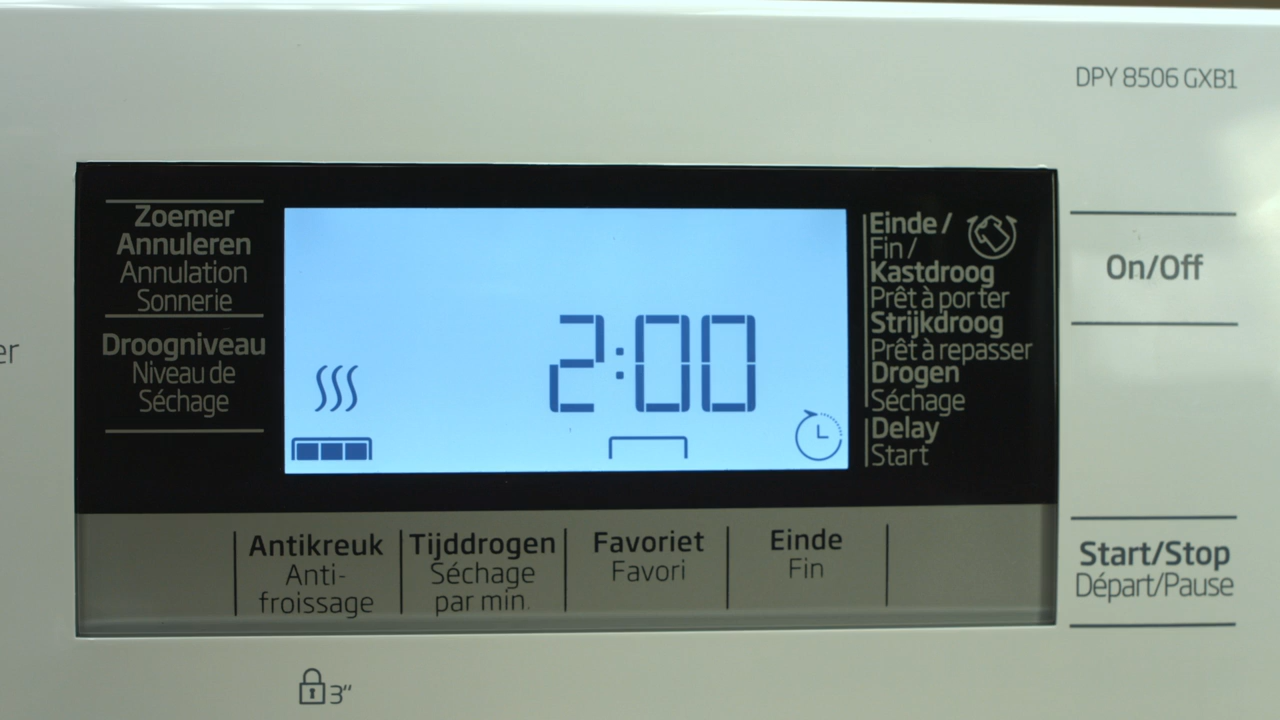 DPY 8506 GXB1
Zoemer
Annuleren
Annulation
Sonnerie
Droogniveau
Niveau de
Séchage
2:00
Einde/
Fin/
Kastdroog
Prêt à porter
Strijkdroog
Prêt à repasser
Drogen
Séchage
Delay
Start
On/Off
Start/Stop
Départ/Pause
Antikreuk
Anti-
froissage
Tijddrogen
Séchage
par min.
Favoriet
Favori
Einde
Fin
3"